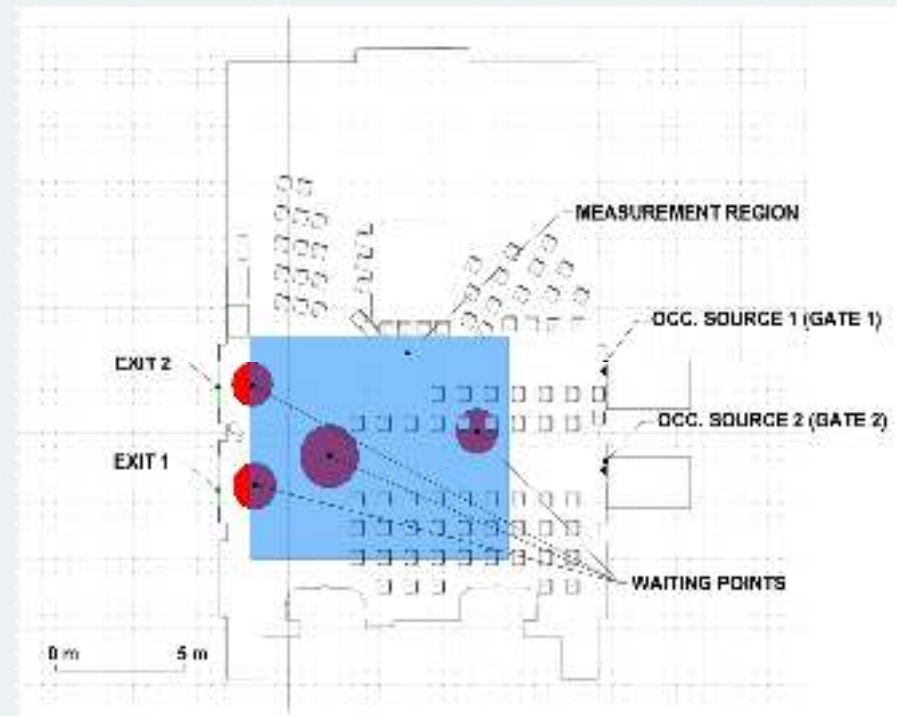 MEASUREMENT REGION
OCC. SOURCE 1 (GATE 1)
EXIT 2
OCC. SOURCE 2 (GATE 2)
EXIT 1
WAITING POINTS
0 m
5 m